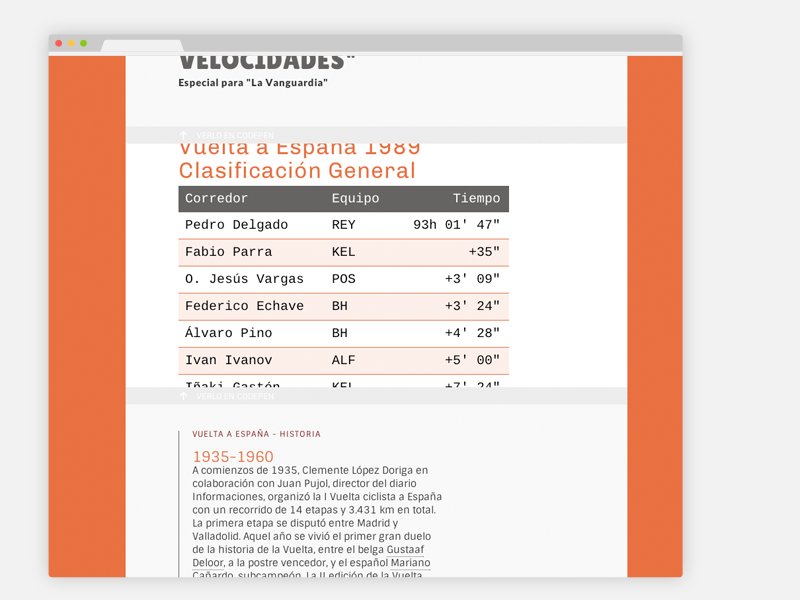 VELOCIDADES"
Especial para "La Vanguardia"
VERLO EN CODEPEN
Vuelta a España 1989
Clasificación General
Corredor Equipo Tiempo
Pedro Delgado REY 93h 01' 47"
Fabio Parra KEL +35"
O. Jesús Vargas POS +3' 09"
Federico Echave BH +3' 24"
Álvaro Pino BH +4' 28"
Ivan Ivanov ALF +5' 00"
Iñaki Gastón KEL +7' 24"
VERLO EN CODEPEN
VUELTA A ESPAÑA - HISTORIA
1935-1960
A comienzos de 1935, Clemente López Doriga en
colaboración con Juan Pujol, director del diario
Informaciones, organizó la I Vuelta ciclista a España
con un recorrido de 14 etapas y 3.431 km en total.
La primera etapa se disputó entre Madrid y
Valladolid. Aquel año se vivió el primer gran duelo
de la historia de la Vuelta, entre el belga Gustaaf
Deloor, a la postre vencedor, y el español Mariano
Cañardo, subcampeón. La II edición de la Vuelta